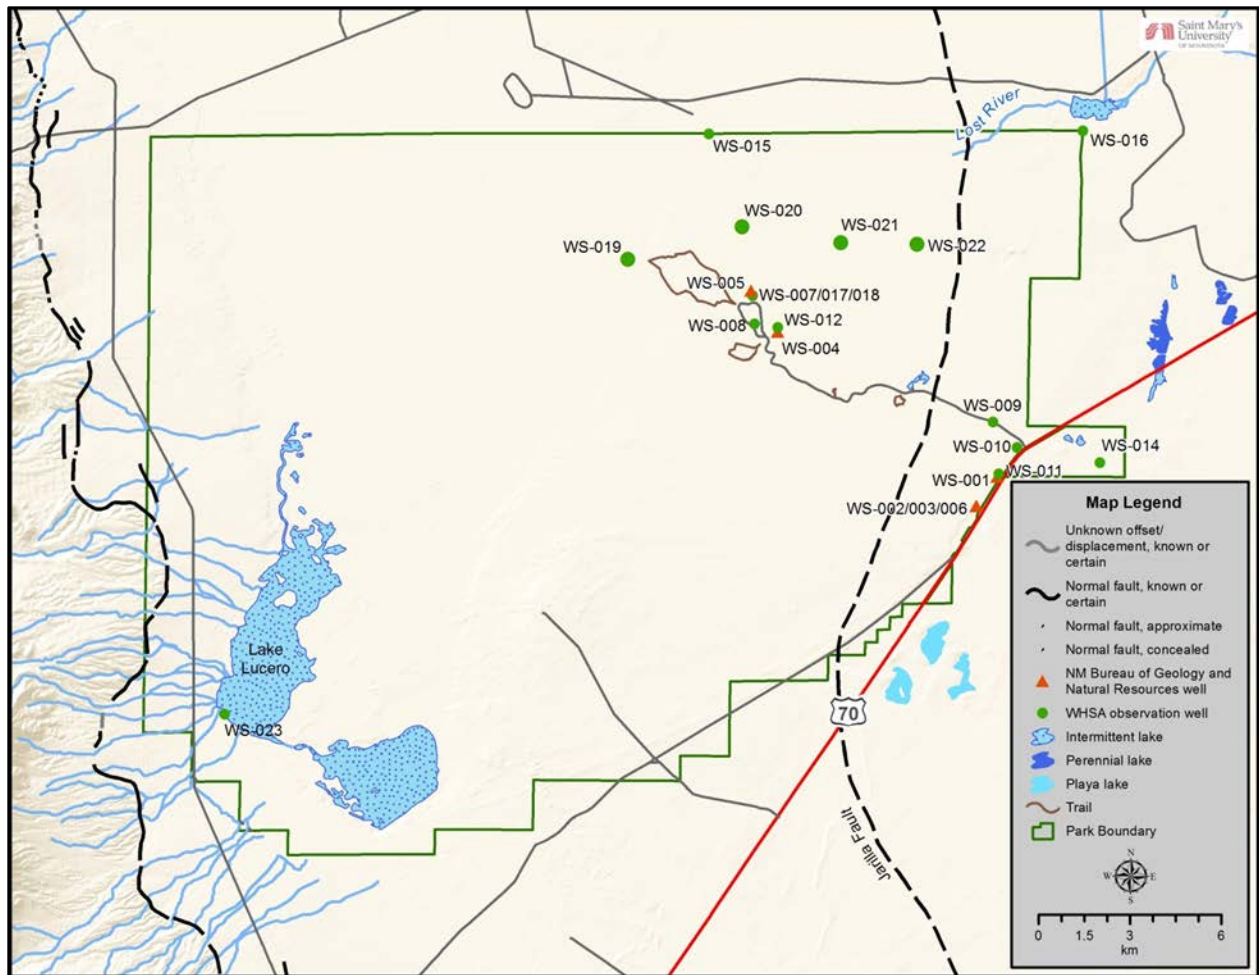 Saint Mary's
University
OF MINNESOTA
Lost River
WS-015
WS-016
WS-020
WS-021
WS-022
WS-019
WS-005
WS-007/017/018
WS-008
WS-012
WS-004
WS-009
WS-010
WS-014
WS-001
WS-011
WS-002/003/006
Lake
Lucero
WS-023
70
Jarilla Fault
Map Legend
Unknown offset/
displacement, known or
certain
Normal fault, known or
certain
Normal fault, approximate
Normal fault, concealed
NM Bureau of Geology and
Natural Resources well
WHSA observation well
Intermittent lake
Perennial lake
Playa lake
Trail
Park Boundary
N
W E
S
0 1.5 3 6
km